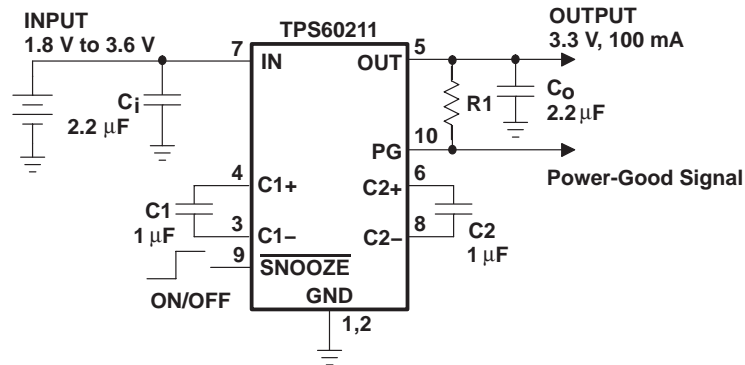 INPUT
1.8 V to 3.6 V
TPS60211
OUTPUT
3.3 V, 100 mA
7
IN
OUT
5
Ci
2.2 μF
R1
Co
2.2 μF
PG
10
Power-Good Signal
4
C1+
C2+
6
C1
1 μF
3
C1−
C2−
8
C2
1 μF
9
SNOOZE
ON/OFF
GND
1,2